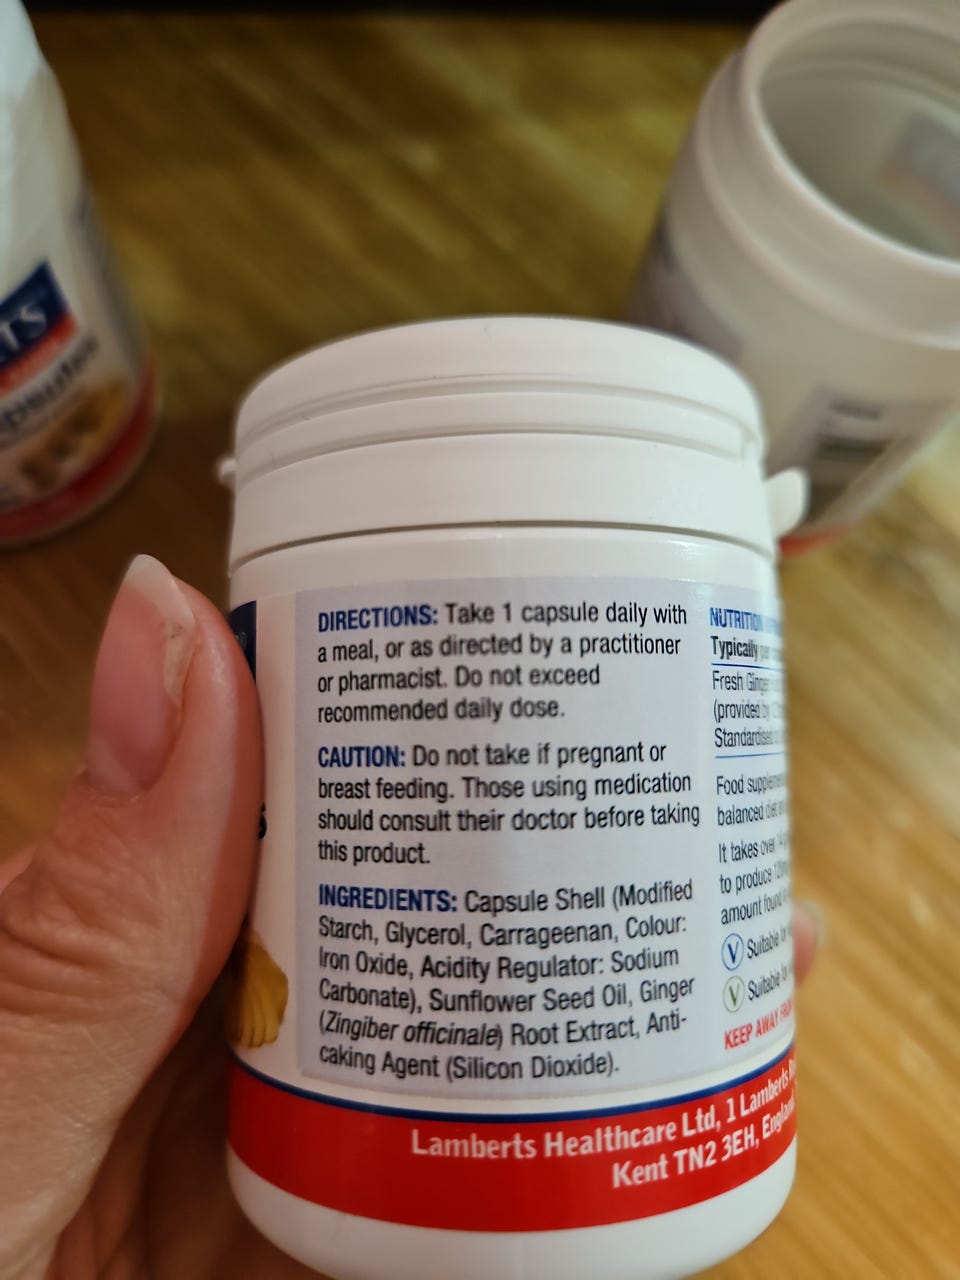 DIRECTIONS: Take 1 capsule daily with
a meal, or as directed by a practitioner
or pharmacist. Do not exceed
recommended daily dose.
CAUTION: Do not take if pregnant or
breast feeding. Those using medication
should consult their doctor before taking
this product.
INGREDIENTS: Capsule Shell (Modified
Starch, Glycerol, Carrageenan, Colour:
Iron Oxide, Acidity Regulator: Sodium
Carbonate), Sunflower Seed Oil, Ginger
(Zingiber officinale) Root Extract, Anti-
caking Agent (Silicon Dioxide).
NUTRITION
Typically
Fresh
(provided by
Food
balanced diet
It takes over
to produce
amount found
Suitable
Suitable
KEEP AWAY
Lamberts Healthcare Ltd, 1 Lamberts
Kent TN2 3EH, England